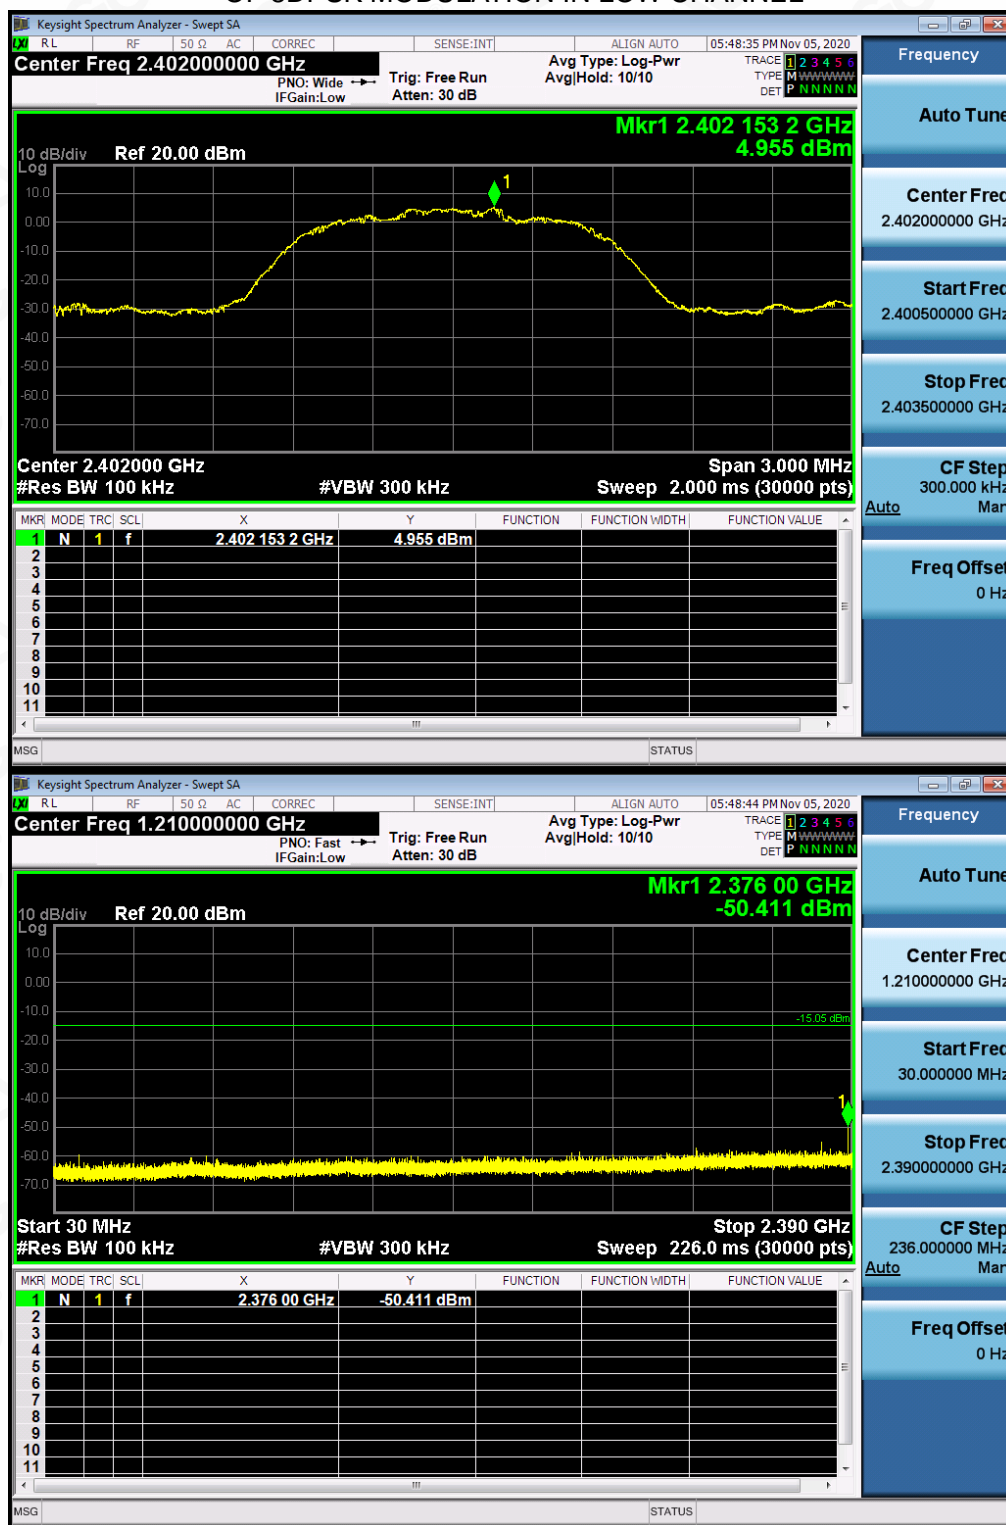 OF 8DPSK MODULATION IN LOW CHANNEL
Keysight Spectrum Analyzer - Swept SA
LXI RL RF 50 Ω AC CORREC SENSE:INT ALIGN AUTO 05:48:35 PM Nov 05, 2020
Center Freq 2.402000000 GHz
PNO: Wide
IFGain:Low
Trig: Free Run
Atten: 30 dB
Avg Type: Log-Pwr
Avg|Hold: 10/10
TRACE 1 2 3 4 5 6
TYPE M WWWWW
DET P N N N N N
Mkr1 2.402 153 2 GHz
4.955 dBm
10 dB/div Ref 20.00 dBm
Log
1
10.0
0.00
-10.0
-20.0
-30.0
-40.0
-50.0
-60.0
-70.0
Center 2.402000 GHz Span 3.000 MHz
#Res BW 100 kHz #VBW 300 kHz Sweep 2.000 ms (30000 pts)
MKR MODE TRC SCL X Y FUNCTION FUNCTION WIDTH FUNCTION VALUE
1 N 1 f 2.402 153 2 GHz 4.955 dBm
2
3
4
5
6
7
8
9
10
11
MSG STATUS
Frequency
Auto Tune
Center Freq
2.402000000 GHz
Start Freq
2.400500000 GHz
Stop Freq
2.403500000 GHz
CF Step
300.000 kHz
Auto Man
Freq Offset
0 Hz
Keysight Spectrum Analyzer - Swept SA
LXI RL RF 50 Ω AC CORREC SENSE:INT ALIGN AUTO 05:48:44 PM Nov 05, 2020
Center Freq 1.210000000 GHz
PNO: Fast
IFGain:Low
Trig: Free Run
Atten: 30 dB
Avg Type: Log-Pwr
Avg|Hold: 10/10
TRACE 1 2 3 4 5 6
TYPE M WWWWW
DET P N N N N N
Mkr1 2.376 00 GHz
-50.411 dBm
10 dB/div Ref 20.00 dBm
Log
10.0
0.00
-10.0
-15.05 dBm
-20.0
-30.0
-40.0
1
-50.0
-60.0
-70.0
Start 30 MHz Stop 2.390 GHz
#Res BW 100 kHz #VBW 300 kHz Sweep 226.0 ms (30000 pts)
MKR MODE TRC SCL X Y FUNCTION FUNCTION WIDTH FUNCTION VALUE
1 N 1 f 2.376 00 GHz -50.411 dBm
2
3
4
5
6
7
8
9
10
11
MSG STATUS
Frequency
Auto Tune
Center Freq
1.210000000 GHz
Start Freq
30.000000 MHz
Stop Freq
2.390000000 GHz
CF Step
236.000000 MHz
Auto Man
Freq Offset
0 Hz